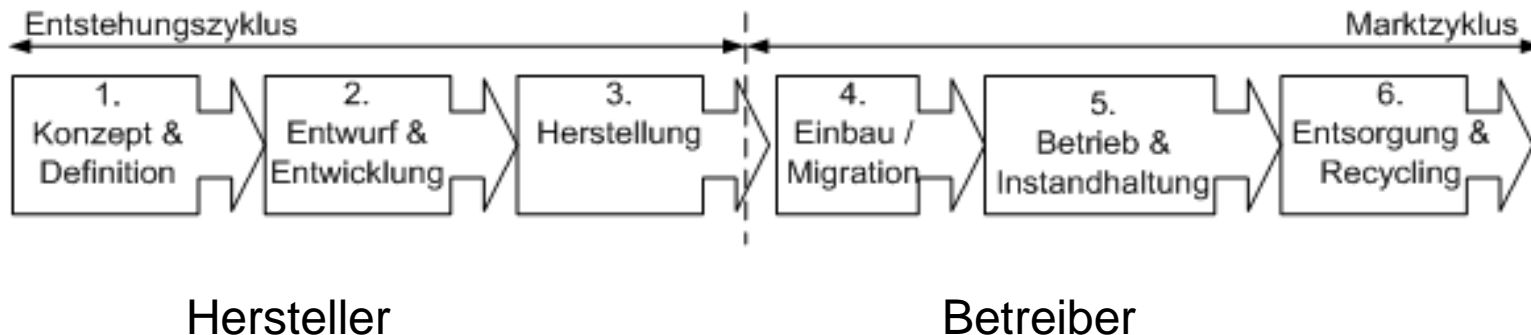 Entstehungszyklus
Marktzyklus
1.
Konzept &
Definition
2.
Entwurf &
Entwicklung
3.
Herstellung
4.
Einbau /
Migration
5.
Betrieb &
Instandhaltung
6.
Entsorgung &
Recycling
Hersteller
Betreiber